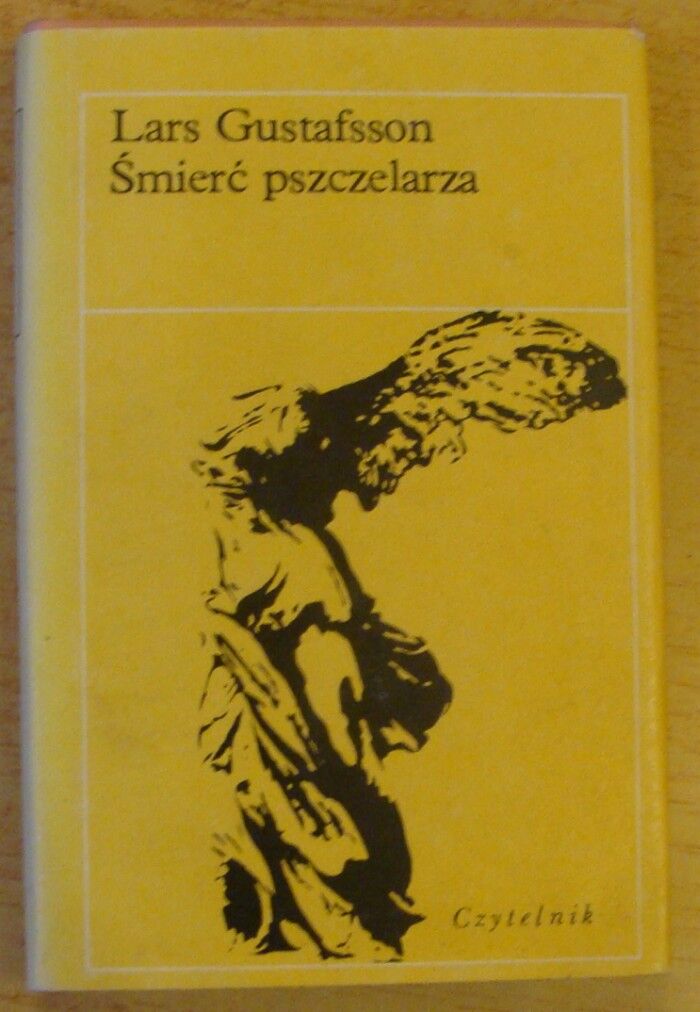 Lars Gustafsson
Śmierć pszczelarza
Czytelnik